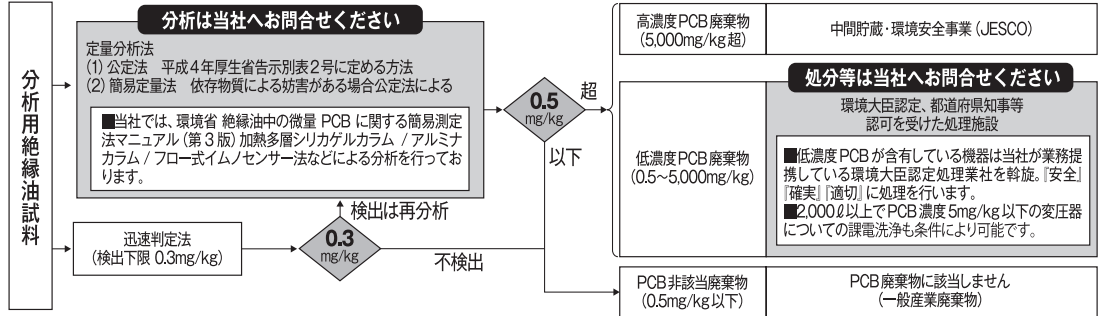 分析用絶縁油試料
分析は当社へお問合せください
定量分析法
(1) 公定法　平成4年厚生省告示別表2号に定める方法
(2) 簡易定量法　依存物質による妨害がある場合公定法による
■当社では、環境省 絶縁油中の微量 PCB に関する簡易測定
法マニュアル(第3版)加熱多層シリカゲルカラム / アルミナ
カラム / フロー式イムノセンサー法などによる分析を行ってお
ります。
検出は再分析
迅速判定法
(検出下限 0.3mg/kg)
0.3
mg/kg
不検出
0.5
mg/kg
超
以下
高濃度PCB廃棄物
(5,000mg/kg超)
中間貯蔵・環境安全事業(JESCO)
低濃度PCB廃棄物
(0.5〜5,000mg/kg)
処分等は当社へお問合せください
環境大臣認定、都道府県知事等
認可を受けた処理施設
■低濃度PCBが含有している機器は当社が業務提
携している環境大臣認定処理業社を斡旋。『安全』
『確実』『適切』に処理を行います。
■2,000ℓ以上でPCB濃度5mg/kg以下の変圧器
についての課電洗浄も条件により可能です。
PCB非該当廃棄物
(0.5mg/kg以下)
PCB廃棄物に該当しません
(一般産業廃棄物)